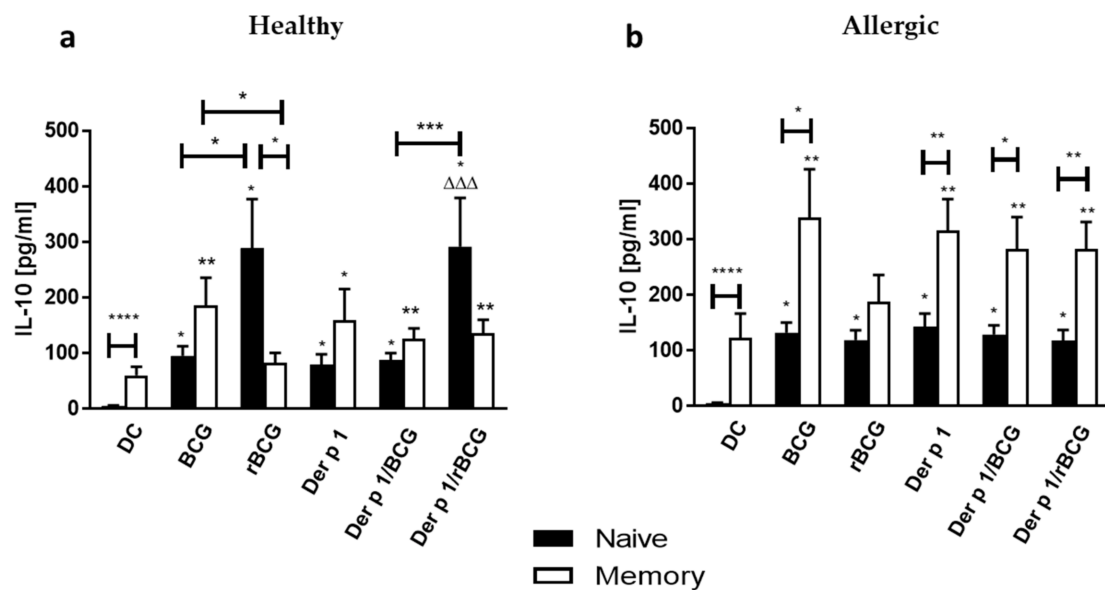 a
Healthy
*
***
*
*
500
*
ΔΔΔ
*
400
IL-10 [pg/ml]
300
**
*
200
****
**
**
*
*
*
100
0
DC
BCG
rBCG
Der p 1
Der p 1/BCG
Der p 1/rBCG
b
Allergic
*
500
**
*
**
**
**
**
**
400
IL-10 [pg/ml]
300
****
200
*
*
*
*
*
100
0
DC
BCG
rBCG
Der p 1
Der p 1/BCG
Der p 1/rBCG
Naive
Memory